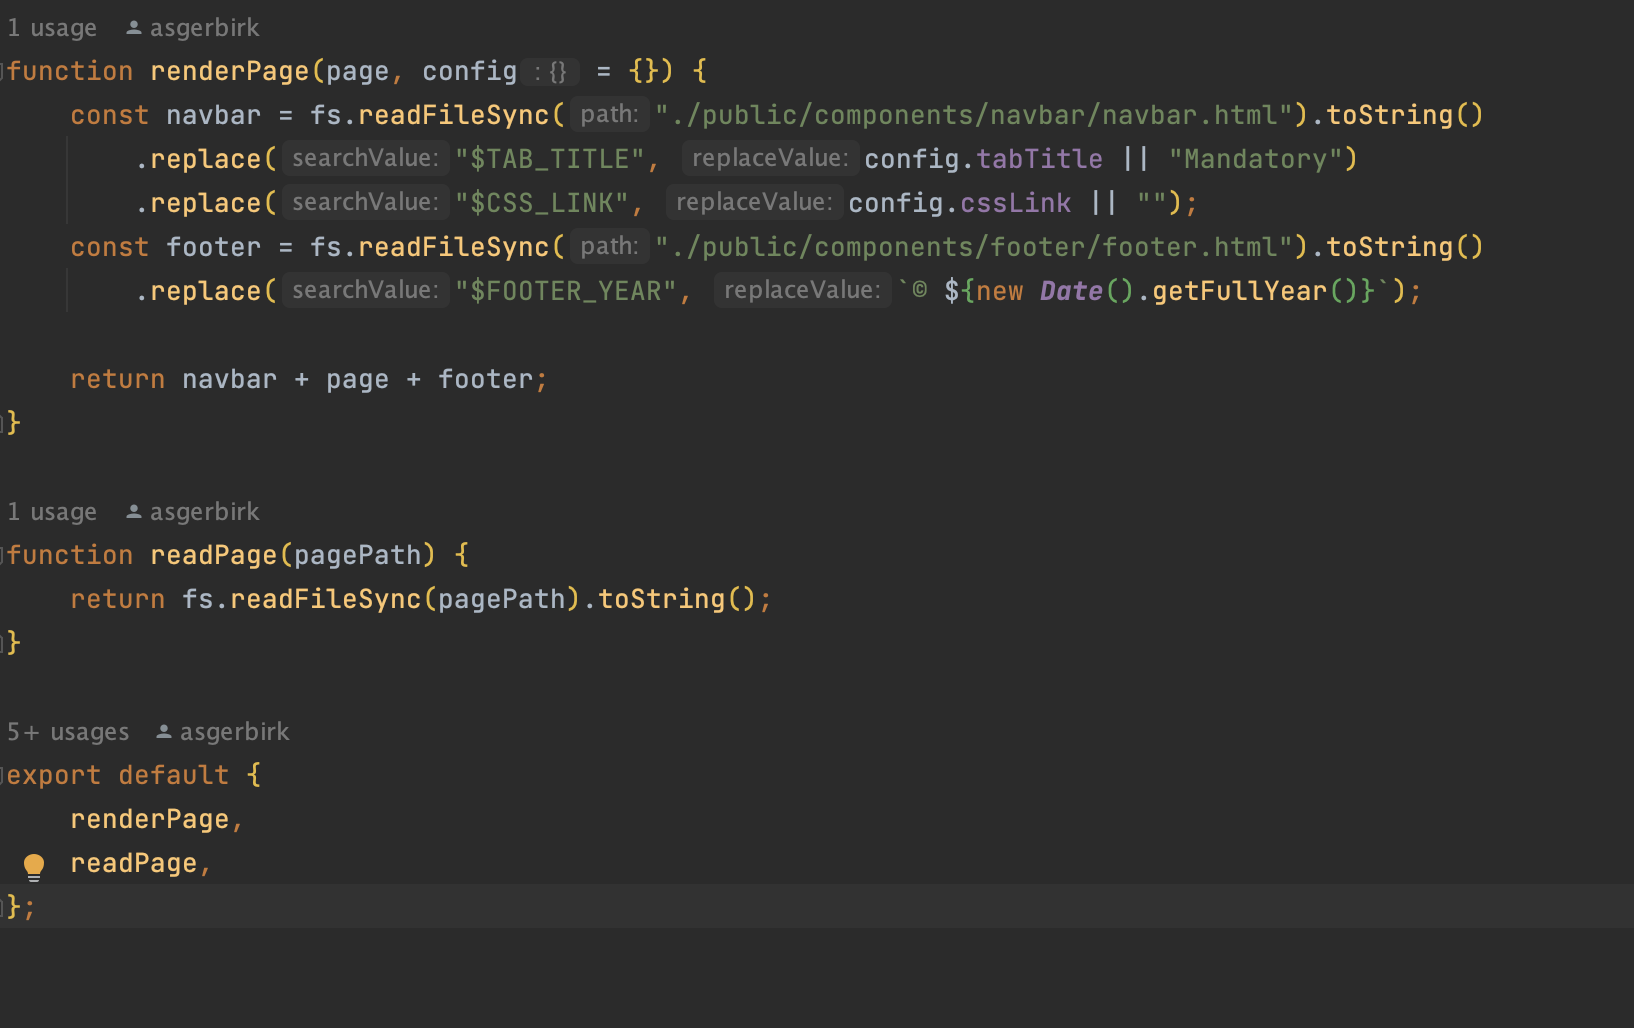 1 usage asgerbirk
function renderPage(page, config : {} = {}) {
    const navbar = fs.readFileSync( path: "./public/components/navbar/navbar.html").toString()
        .replace( searchValue: "$TAB_TITLE", replaceValue: config.tabTitle || "Mandatory")
        .replace( searchValue: "$CSS_LINK", replaceValue: config.cssLink || "");
    const footer = fs.readFileSync( path: "./public/components/footer/footer.html").toString()
        .replace( searchValue: "$FOOTER_YEAR", replaceValue: `© ${new Date().getFullYear()}`);
    return navbar + page + footer;
}
1 usage asgerbirk
function readPage(pagePath) {
    return fs.readFileSync(pagePath).toString();
}
5+ usages asgerbirk
export default {
    renderPage,
    readPage,
};